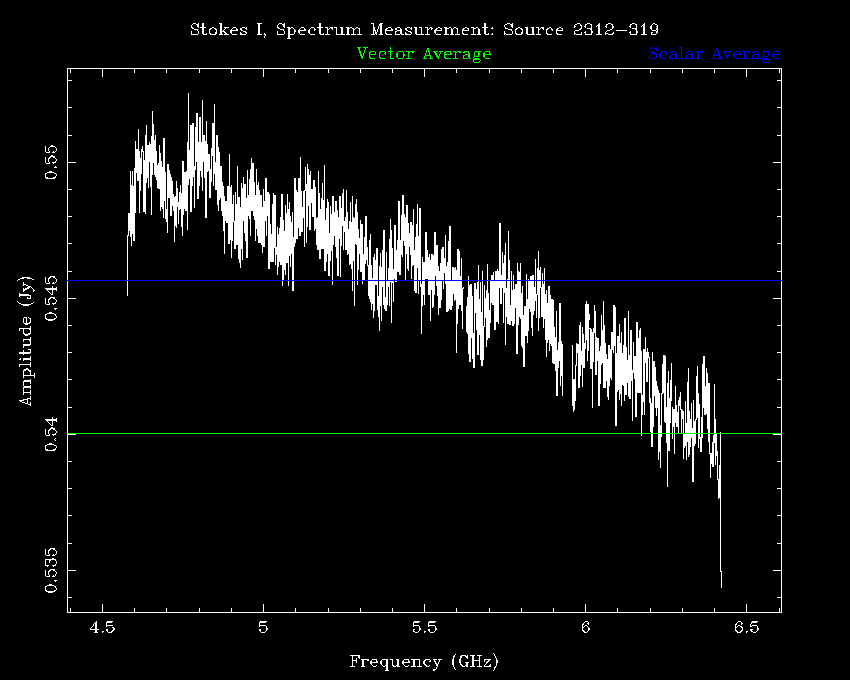 Stokes I, Spectrum Measurement: Source 2312−319
Vector Average Scalar Average
0.55
0.545
0.54
0.535
Amplitude (Jy)
4.5 5 5.5 6 6.5
Frequency (GHz)